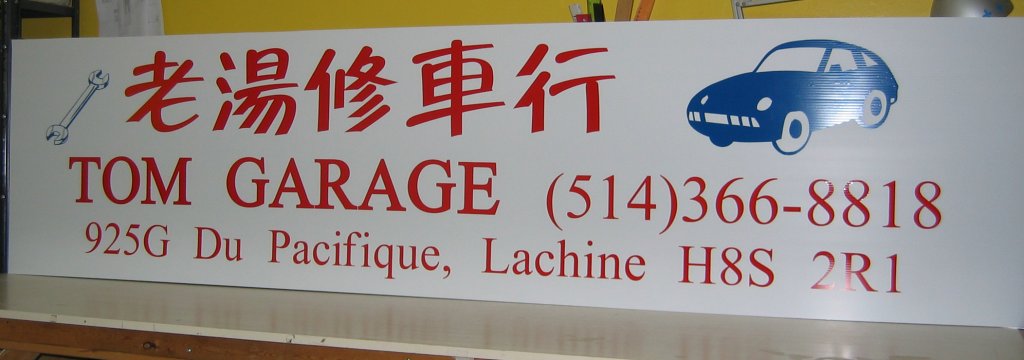 老湯修車行
TOM GARAGE (514)366-8818
925G Du Pacifique, Lachine H8S 2R1